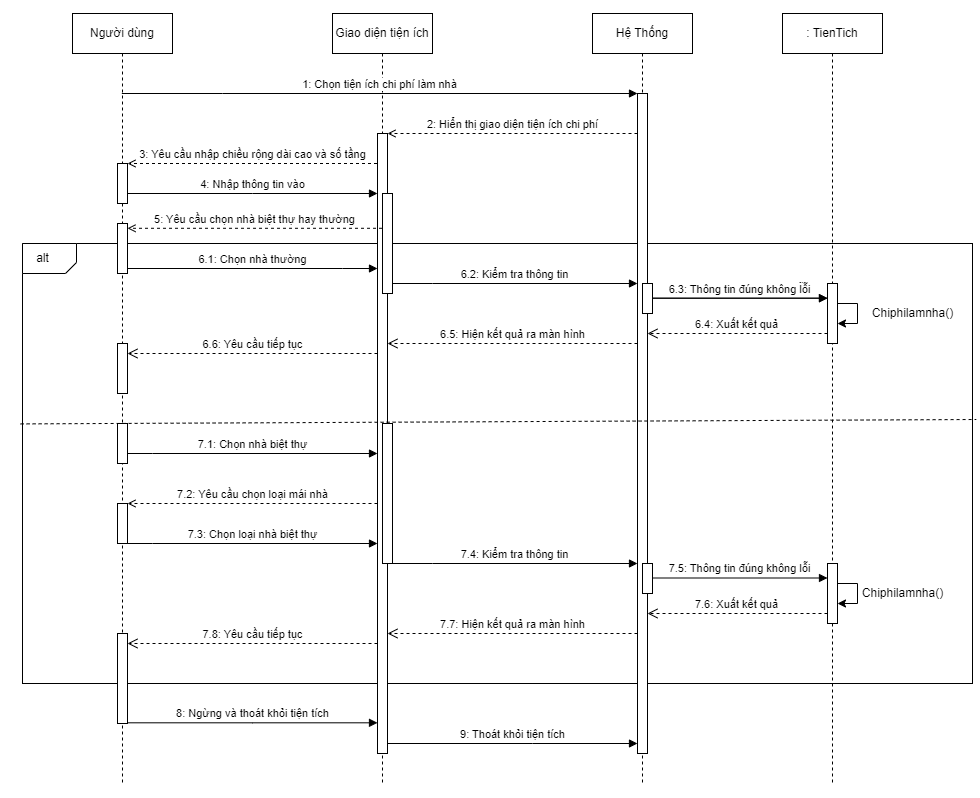 Người dùng
Giao diện tiện ích
Hệ Thống
: TienTich
1: Chọn tiện ích chi phí làm nhà
2: Hiển thị giao diện tiện ích chi phí
3: Yêu cầu nhập chiều rộng dài cao và số tầng
4: Nhập thông tin vào
5: Yêu cầu chọn nhà biệt thự hay thường
alt
6.1: Chọn nhà thường
6.2: Kiểm tra thông tin
6.3: Thông tin đúng không lỗi
Chiphilamnha()
6.4: Xuất kết quả
6.5: Hiện kết quả ra màn hình
6.6: Yêu cầu tiếp tục
7.1: Chọn nhà biệt thự
7.2: Yêu cầu chọn loại mái nhà
7.3: Chọn loại nhà biệt thự
7.4: Kiểm tra thông tin
7.5: Thông tin đúng không lỗi
Chiphilamnha()
7.6: Xuất kết quả
7.7: Hiện kết quả ra màn hình
7.8: Yêu cầu tiếp tục
8: Ngừng và thoát khỏi tiện tích
9: Thoát khỏi tiện tích